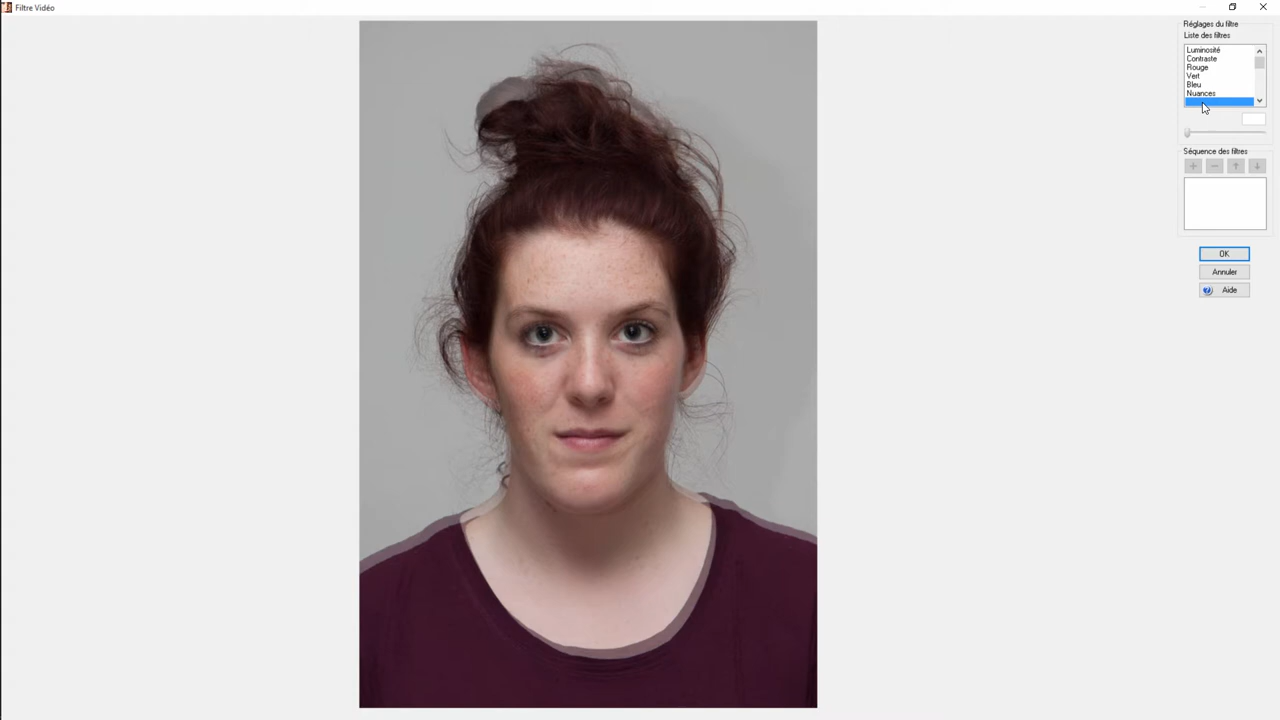 Filtre Vidéo
Réglages du filtre
Liste des filtres
Luminosité
Contraste
Rouge
Vert
Bleu
Nuances
Séquence des filtres
OK
Annuler
Aide